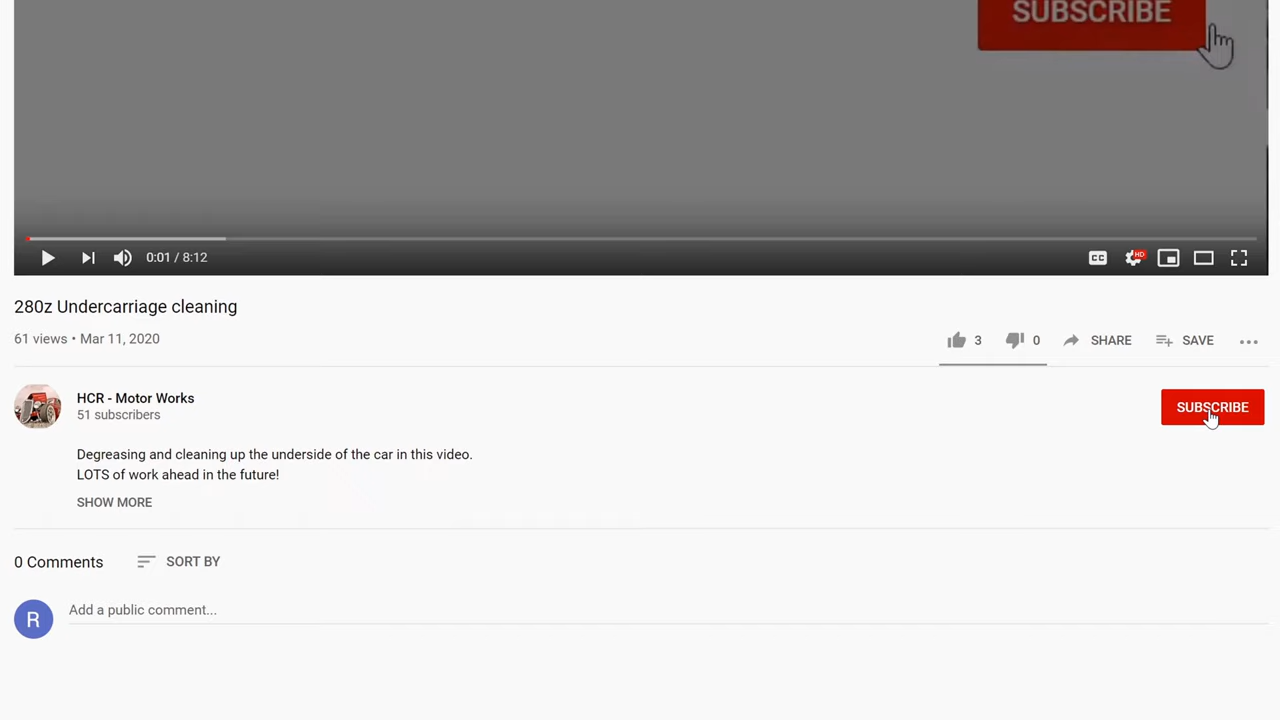 SUBSCRIBE
0:01 / 8:12
CC
HD
280z Undercarriage cleaning
61 views • Mar 11, 2020
3
0
SHARE
SAVE
HCR - Motor Works
51 subscribers
SUBSCRIBE
Degreasing and cleaning up the underside of the car in this video.
LOTS of work ahead in the future!
SHOW MORE
0 Comments
SORT BY
R
Add a public comment...